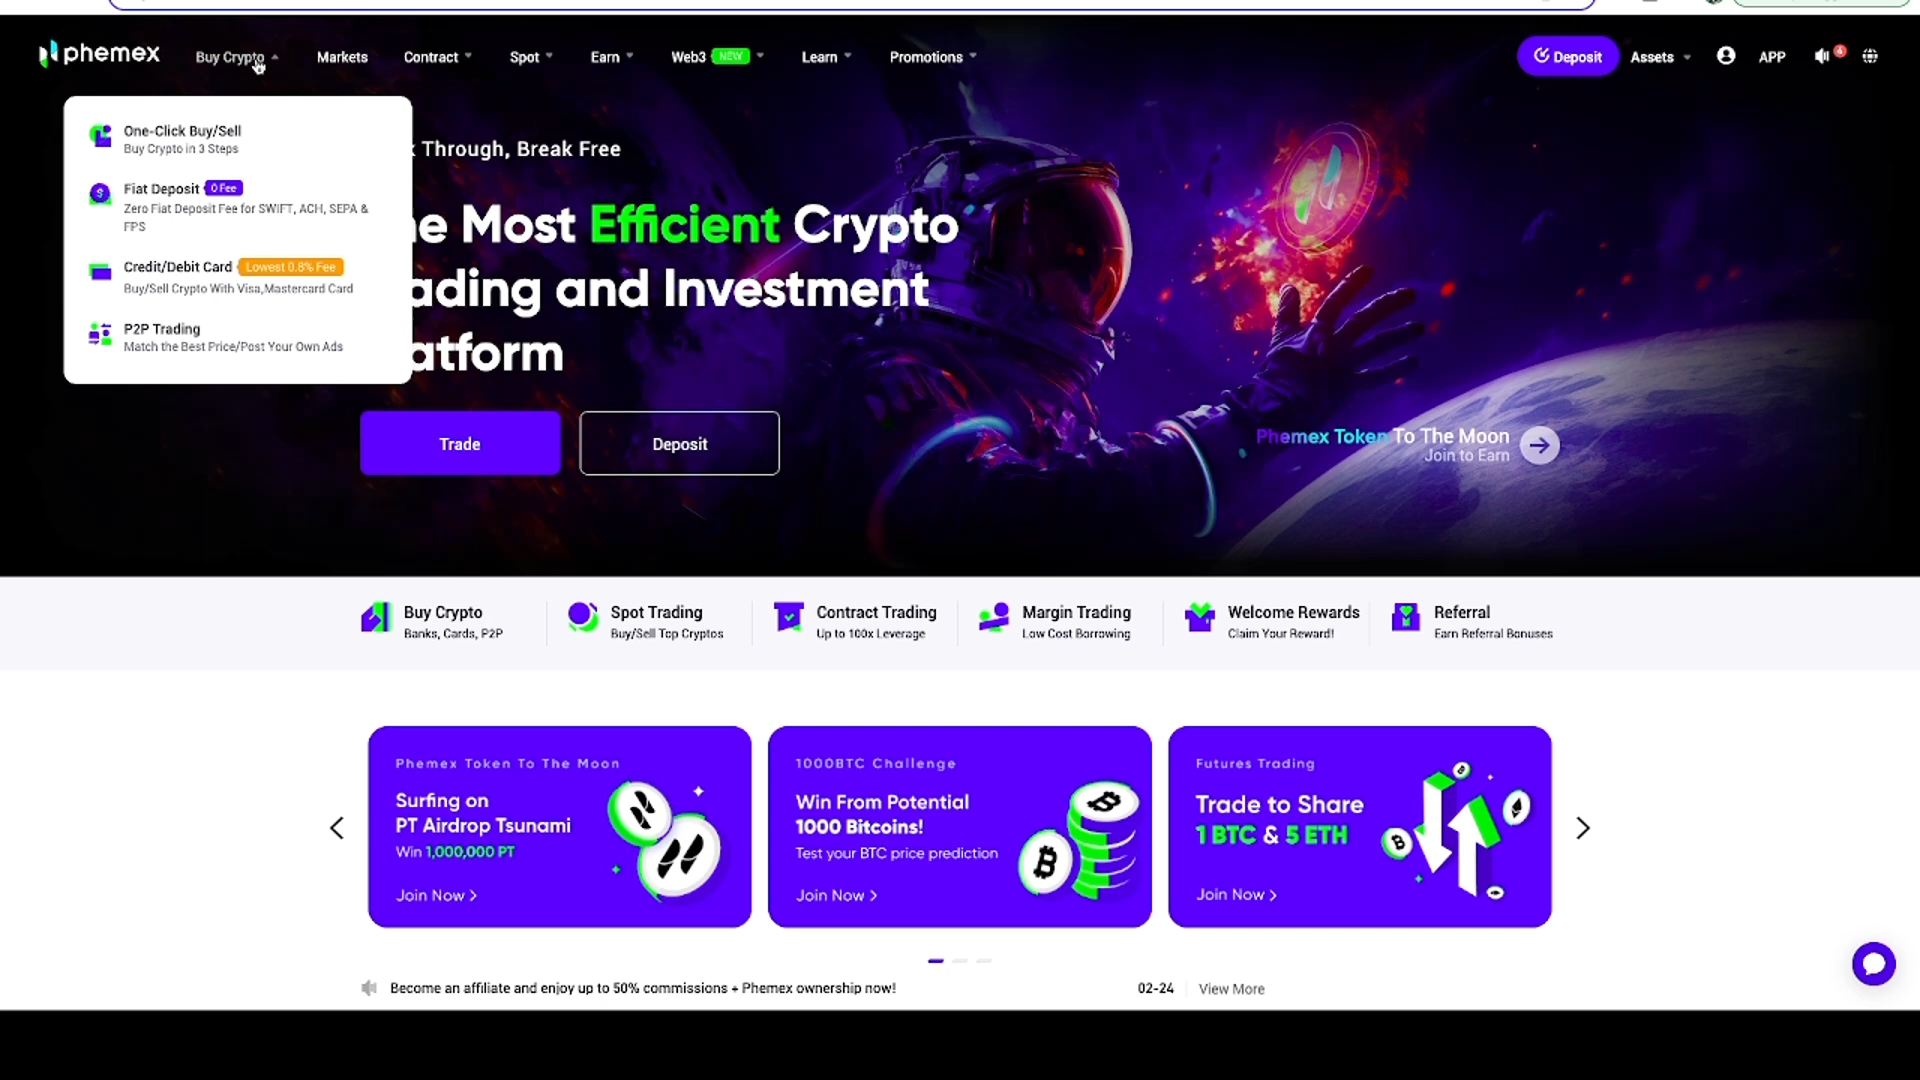 phemex
Buy Crypto
Markets
Contract
Spot
Earn
Web3 NEW
Learn
Promotions
Deposit
Assets
APP
One-Click Buy/Sell
Buy Crypto in 3 Steps
Fiat Deposit 0 Fee
Zero Fiat Deposit Fee for SWIFT, ACH, SEPA &
FPS
Credit/Debit Card Lowest 0.8% Fee
Buy/Sell Crypto With Visa,Mastercard Card
P2P Trading
Match the Best Price/Post Your Own Ads
Through, Break Free
e Most Efficient Crypto
ading and Investment
atform
Trade
Deposit
Phemex Token To The Moon
Join to Earn
Buy Crypto
Banks, Cards, P2P
Spot Trading
Buy/Sell Top Cryptos
Contract Trading
Up to 100x Leverage
Margin Trading
Low Cost Borrowing
Welcome Rewards
Claim Your Reward!
Referral
Earn Referral Bonuses
Phemex Token To The Moon
Surfing on
PT Airdrop Tsunami
Win 1,000,000 PT
Join Now >
1000BTC Challenge
Win From Potential
1000 Bitcoins!
Test your BTC price prediction
Join Now >
Futures Trading
Trade to Share
1 BTC & 5 ETH
Join Now >
Become an affiliate and enjoy up to 50% commissions + Phemex ownership now!
02-24
View More